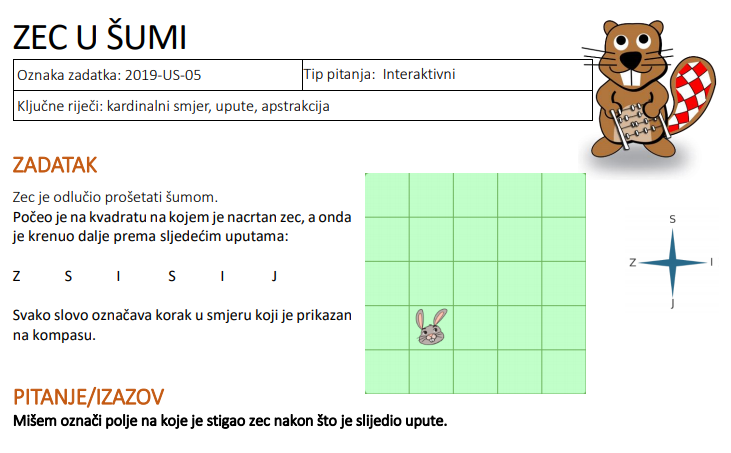 ZEC U ŠUMI
Oznaka zadatka: 2019-US-05
Tip pitanja: Interaktivni
Ključne riječi: kardinalni smjer, upute, apstrakcija
ZADATAK
Zec je odlučio prošetati šumom.
Počeo je na kvadratu na kojem je nacrtan zec, a onda
je krenuo dalje prema sljedećim uputama:
Z S I S I J
Svako slovo označava korak u smjeru koji je prikazan
na kompasu.
S
Z I
J
PITANJE/IZAZOV
Mišem označi polje na koje je stigao zec nakon što je slijedio upute.